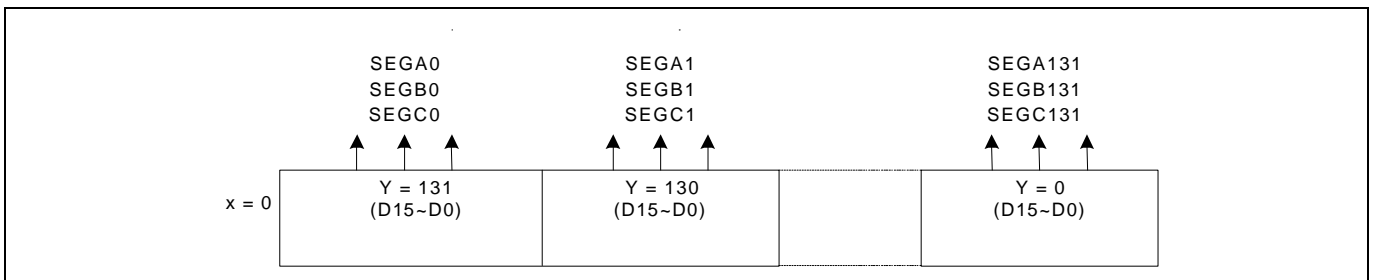 SEGA0 SEGA1 SEGA131
SEGB0 SEGB1 SEGB131
SEGC0 SEGC1 SEGC131
x = 0
Y = 131 Y = 130 Y = 0
(D15~D0) (D15~D0) (D15~D0)